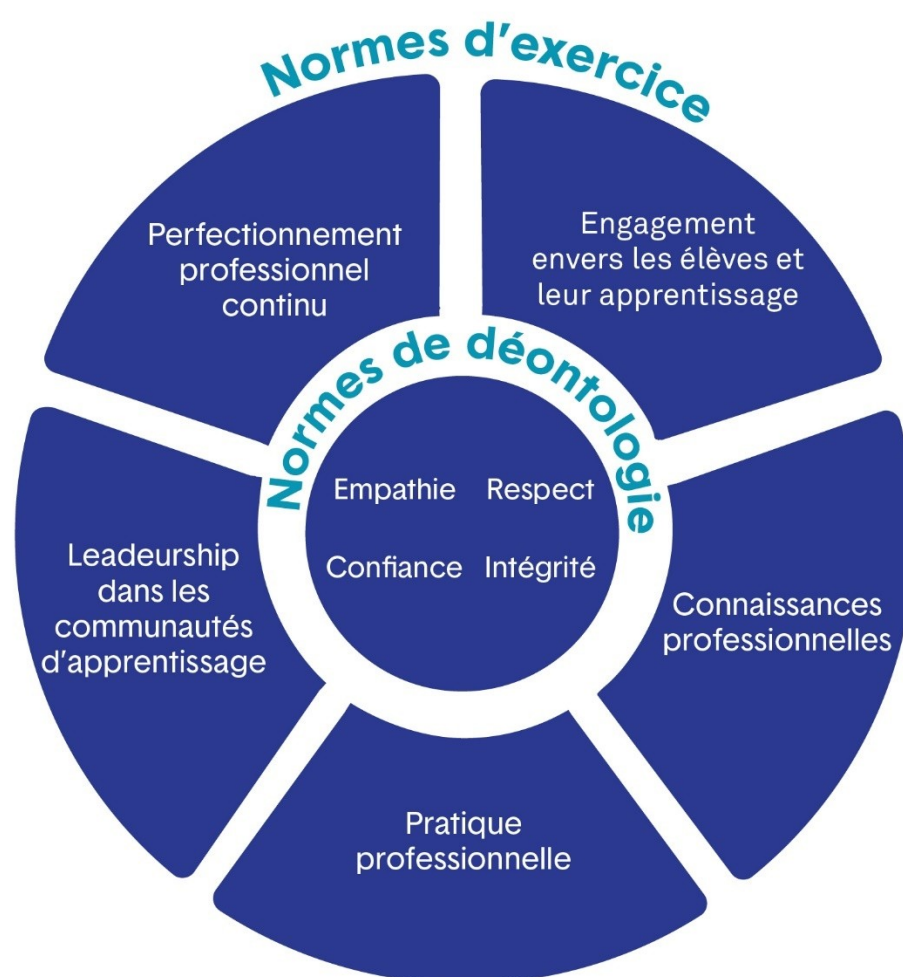 Normes d'exercice
Perfectionnement
professionnel
continu
Engagement
envers les élèves et
leur apprentissage
Normes de déontologie
Empathie Respect
Confiance Intégrité
Leadeurship
dans les
communautés
d'apprentissage
Connaissances
professionnelles
Pratique
professionnelle